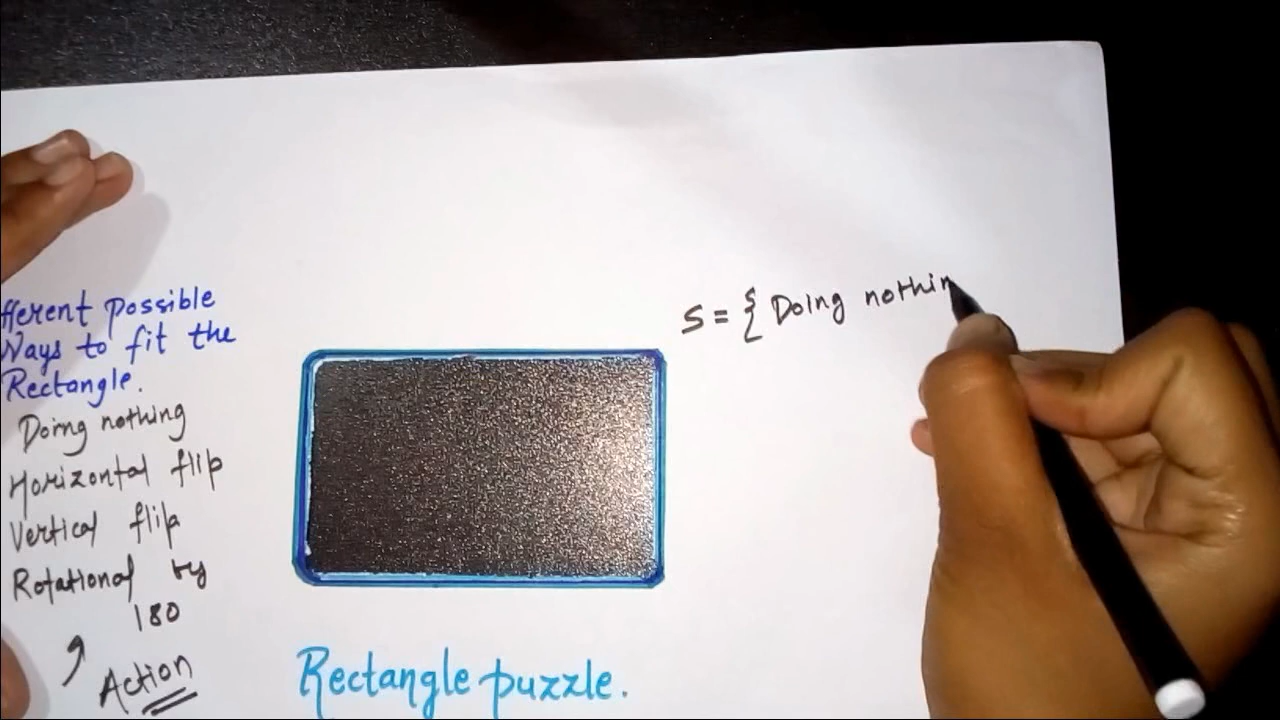 fferent possible
Ways to fit the
Rectangle.
Doing nothing
Horizontal flip
Vertical flip
Rotational by
180
Action
S = { Doing nothin
Rectangle puzzle.